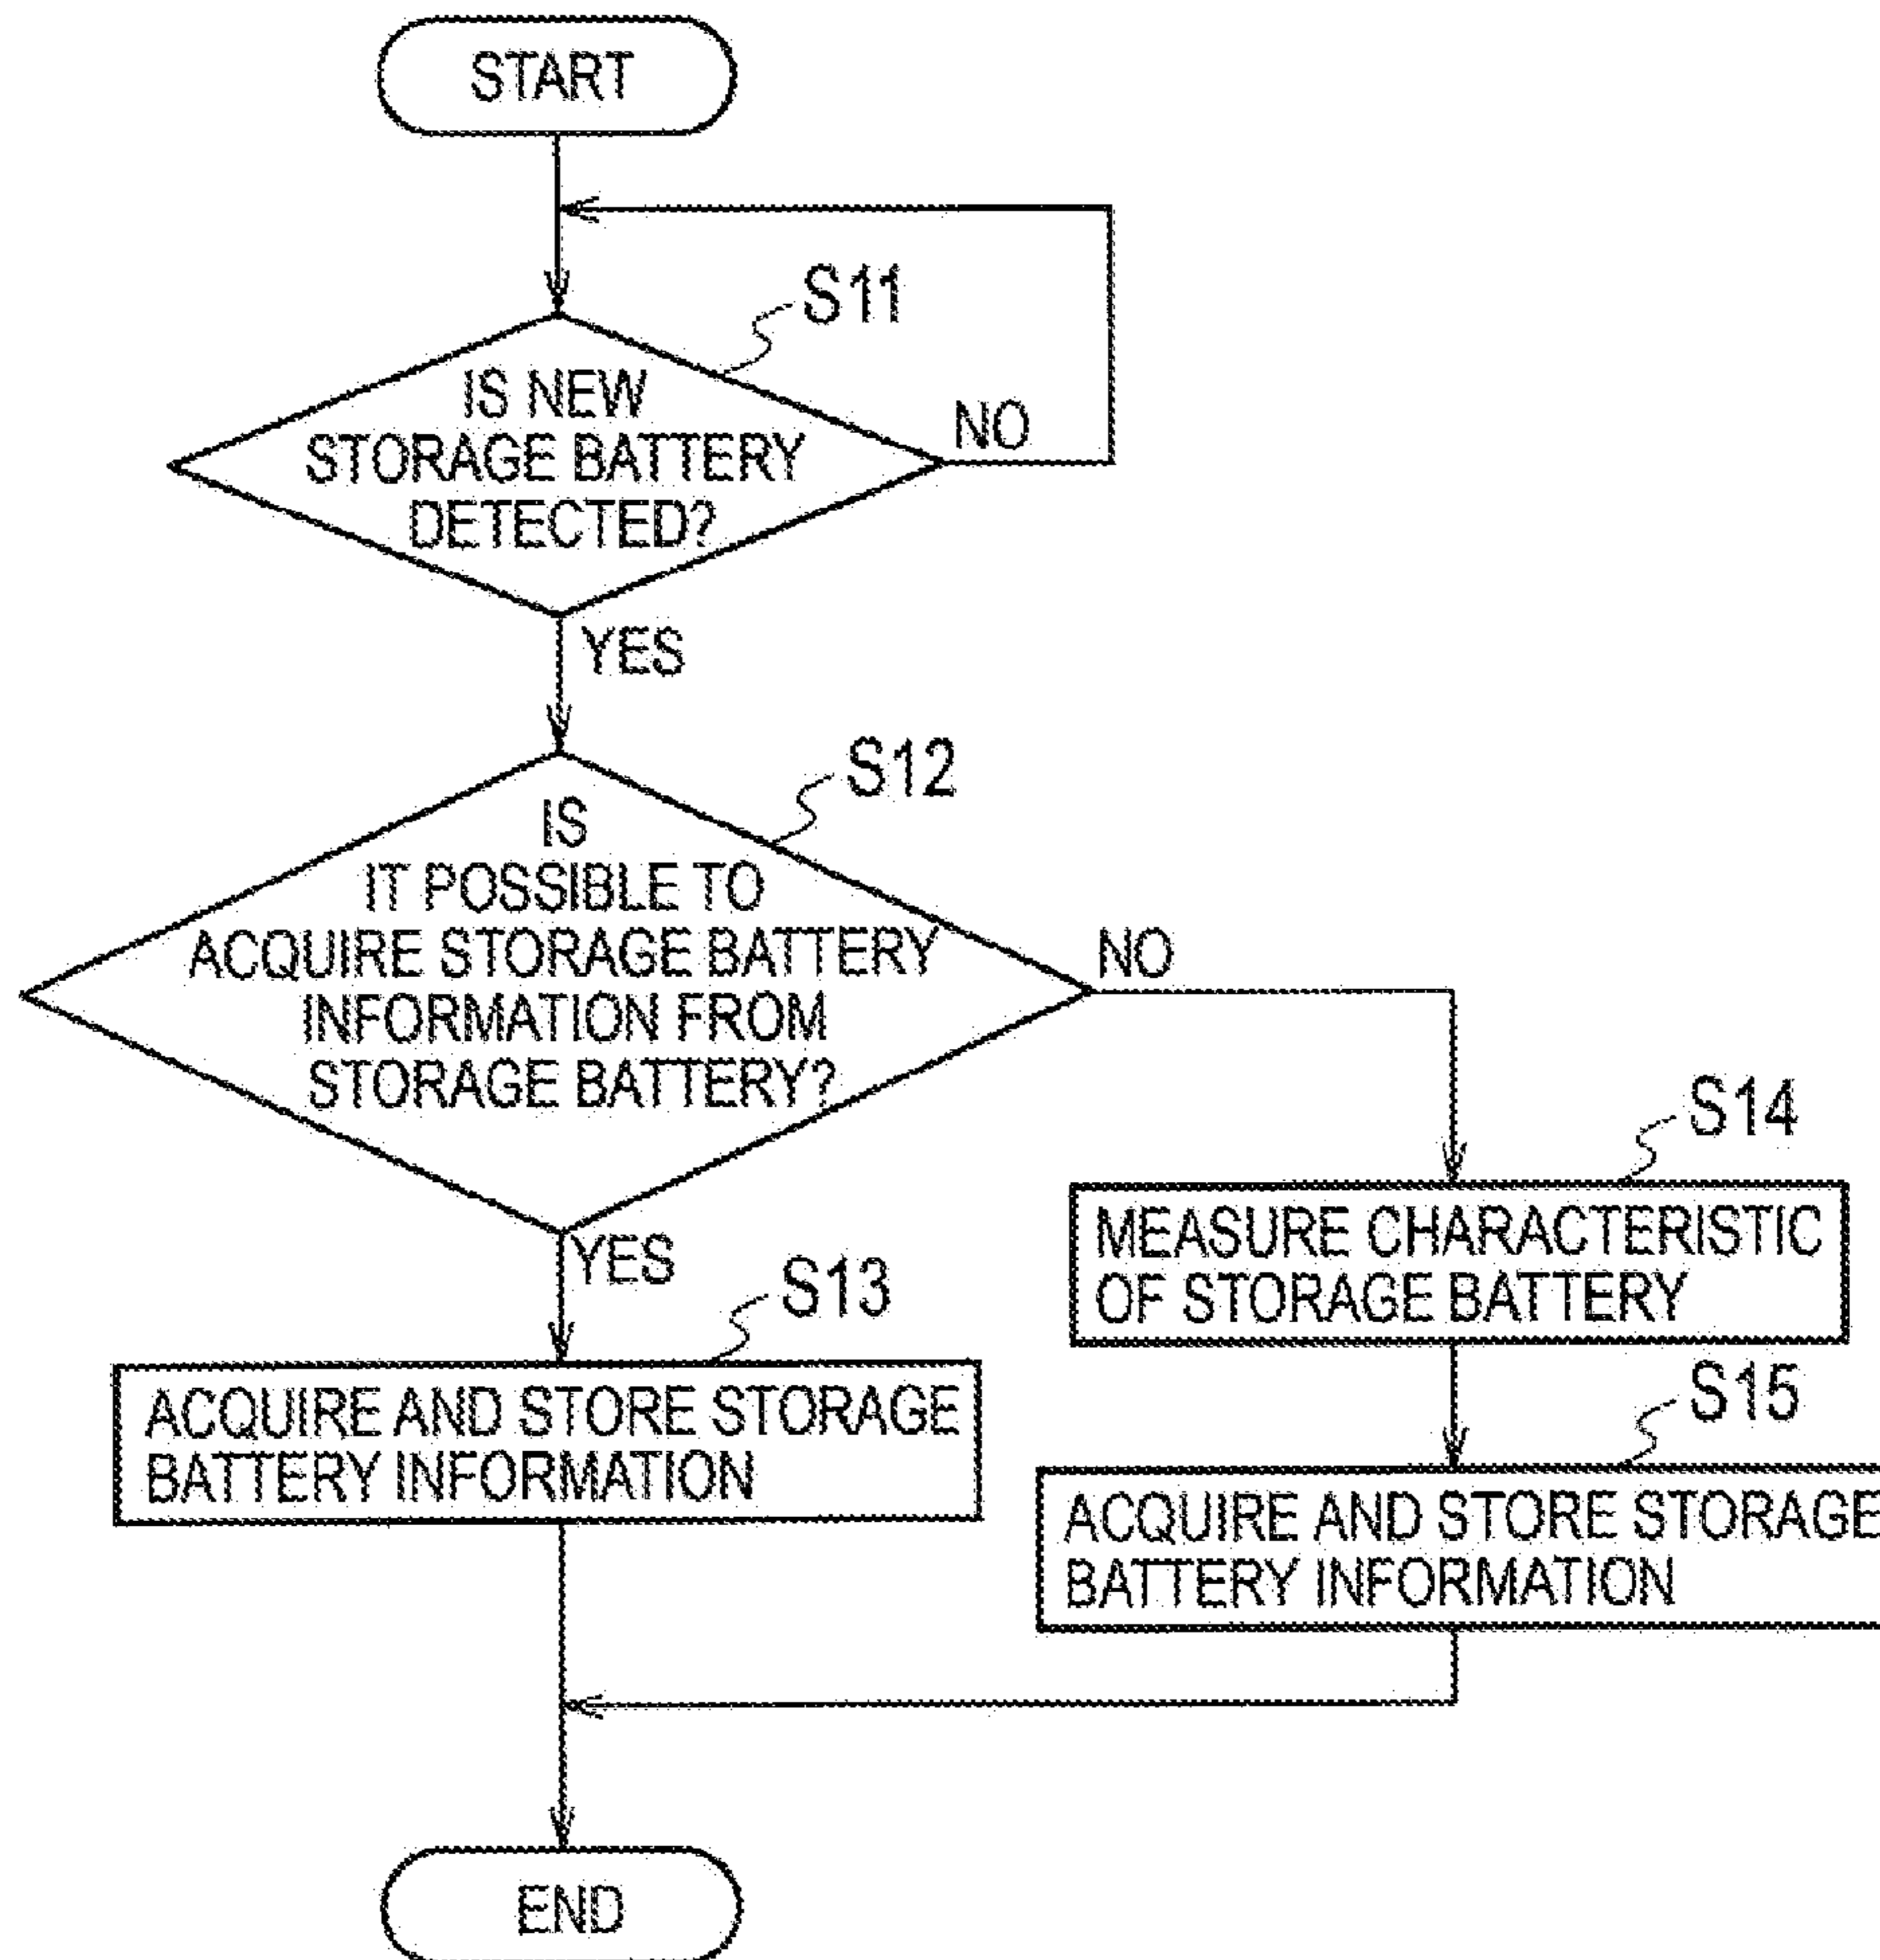 START
S11
IS NEW
STORAGE BATTERY
DETECTED?
NO
YES
S12
IS
IT POSSIBLE TO
ACQUIRE STORAGE BATTERY
INFORMATION FROM
STORAGE BATTERY?
NO
YES
S13
ACQUIRE AND STORE STORAGE
BATTERY INFORMATION
S14
MEASURE CHARACTERISTIC
OF STORAGE BATTERY
S15
ACQUIRE AND STORE STORAGE
BATTERY INFORMATION
END